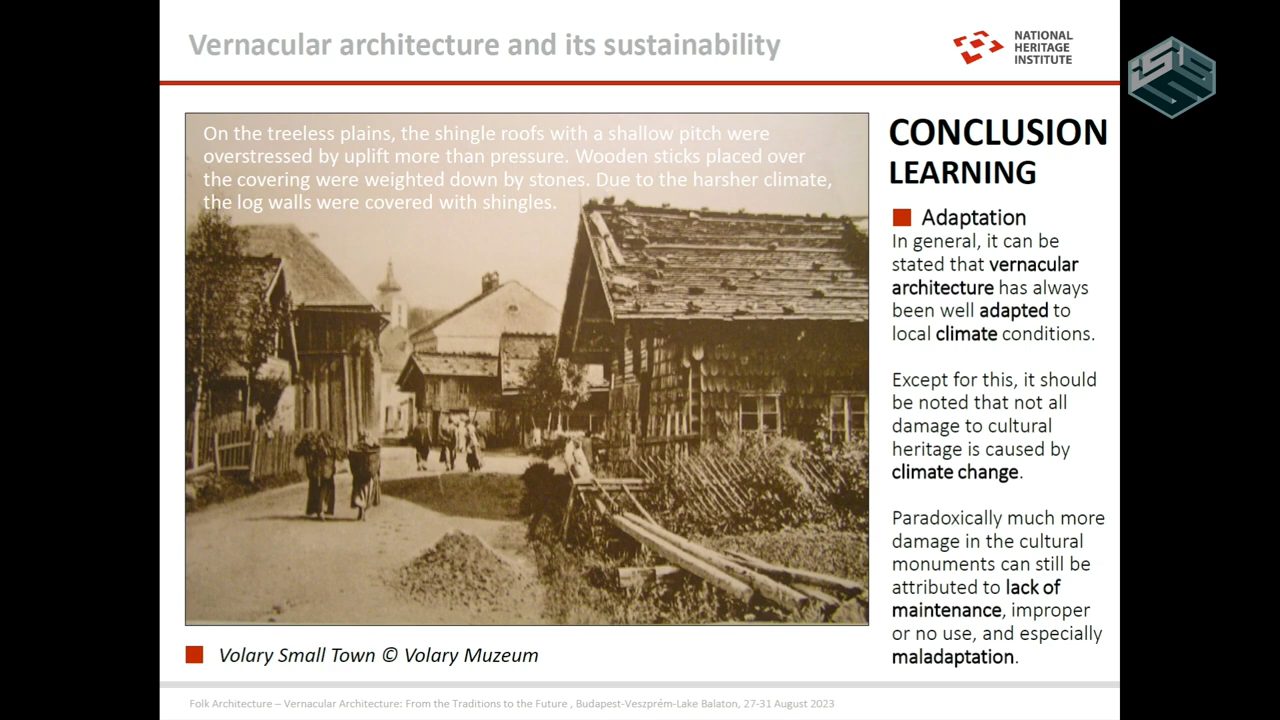 Vernacular architecture and its sustainability
NATIONAL
HERITAGE
INSTITUTE
On the treeless plains, the shingle roofs with a shallow pitch were
overstressed by uplift more than pressure. Wooden sticks placed over
the covering were weighted down by stones. Due to the harsher climate,
the log walls were covered with shingles.
CONCLUSION
LEARNING
Adaptation
In general, it can be
stated that vernacular
architecture has always
been well adapted to
local climate conditions.
Except for this, it should
be noted that not all
damage to cultural
heritage is caused by
climate change.
Paradoxically much more
damage in the cultural
monuments can still be
attributed to lack of
maintenance, improper
or no use, and especially
maladaptation.
Volary Small Town © Volary Muzeum
Folk Architecture – Vernacular Architecture: From the Traditions to the Future , Budapest-Veszprém-Lake Balaton, 27-31 August 2023